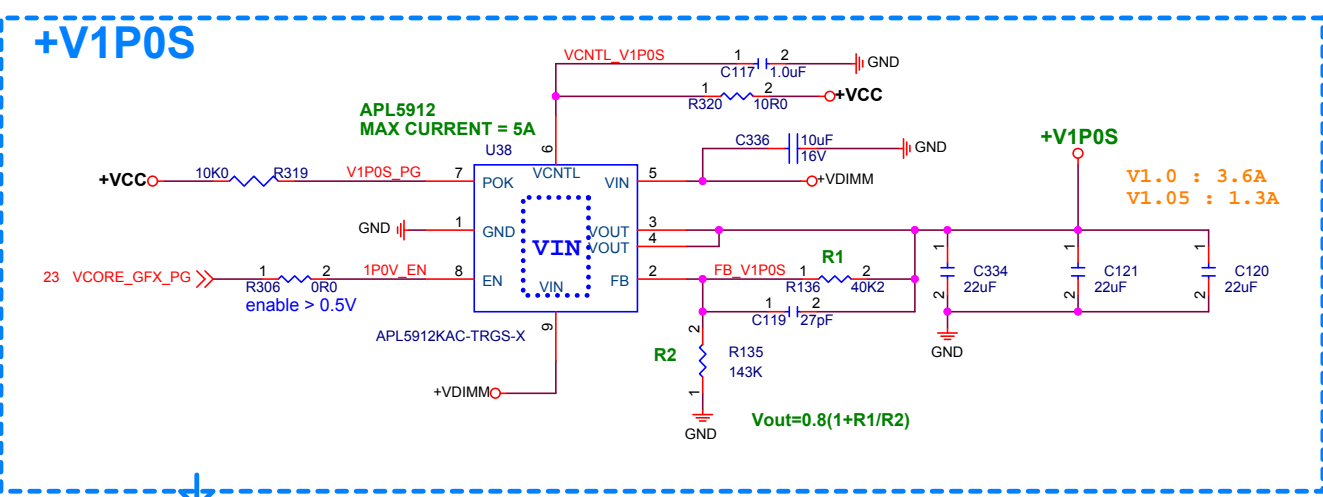 +V1P0S
VCNTL_V1P0S
1
2
C117
1.0uF
GND
1
2
R320
10R0
+VCC
APL5912
MAX CURRENT = 5A
U38
6
C336
10uF
16V
GND
+V1P0S
+VCC
10K0
R319
V1P0S_PG
7
POK
VCNTL
VIN
5
+VDIMM
V1.0 : 3.6A
V1.05 : 1.3A
GND
1
GND
VIN
VOUT
3
VOUT
4
23
VCORE_GFX_PG
1
2
R306
0R0
1P0V_EN
8
EN
VIN
FB
2
FB_V1P0S
R1
1
2
R136
40K2
enable > 0.5V
1
2
C119
27pF
1
C334
22uF
2
1
C121
22uF
2
1
C120
22uF
2
GND
APL5912KAC-TRGS-X
9
R2
2
R135
143K
1
+VDIMM
GND
Vout=0.8(1+R1/R2)